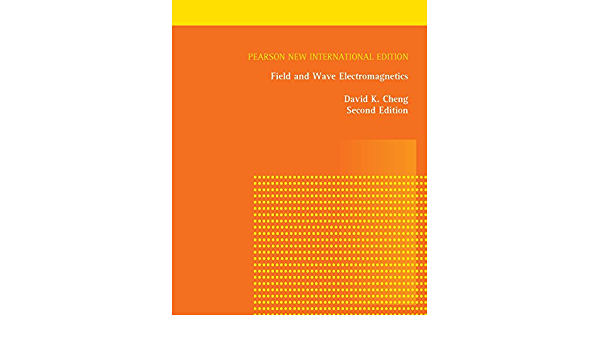 PEARSON NEW INTERNATIONAL EDITION
Field and Wave Electromagnetics
David K. Cheng
Second Edition